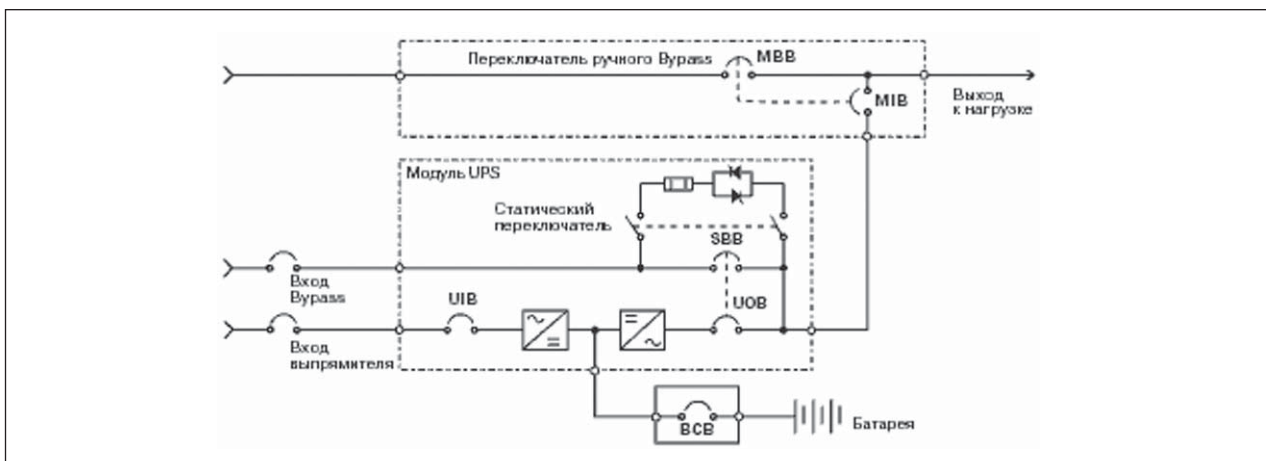 Переключатель ручного Bypass
MBB
MIB
Выход
к нагрузке
Модуль UPS
Статический
переключатель
SBB
Вход
Bypass
UIB
UOB
Вход
выпрямителя
BCB
Батарея